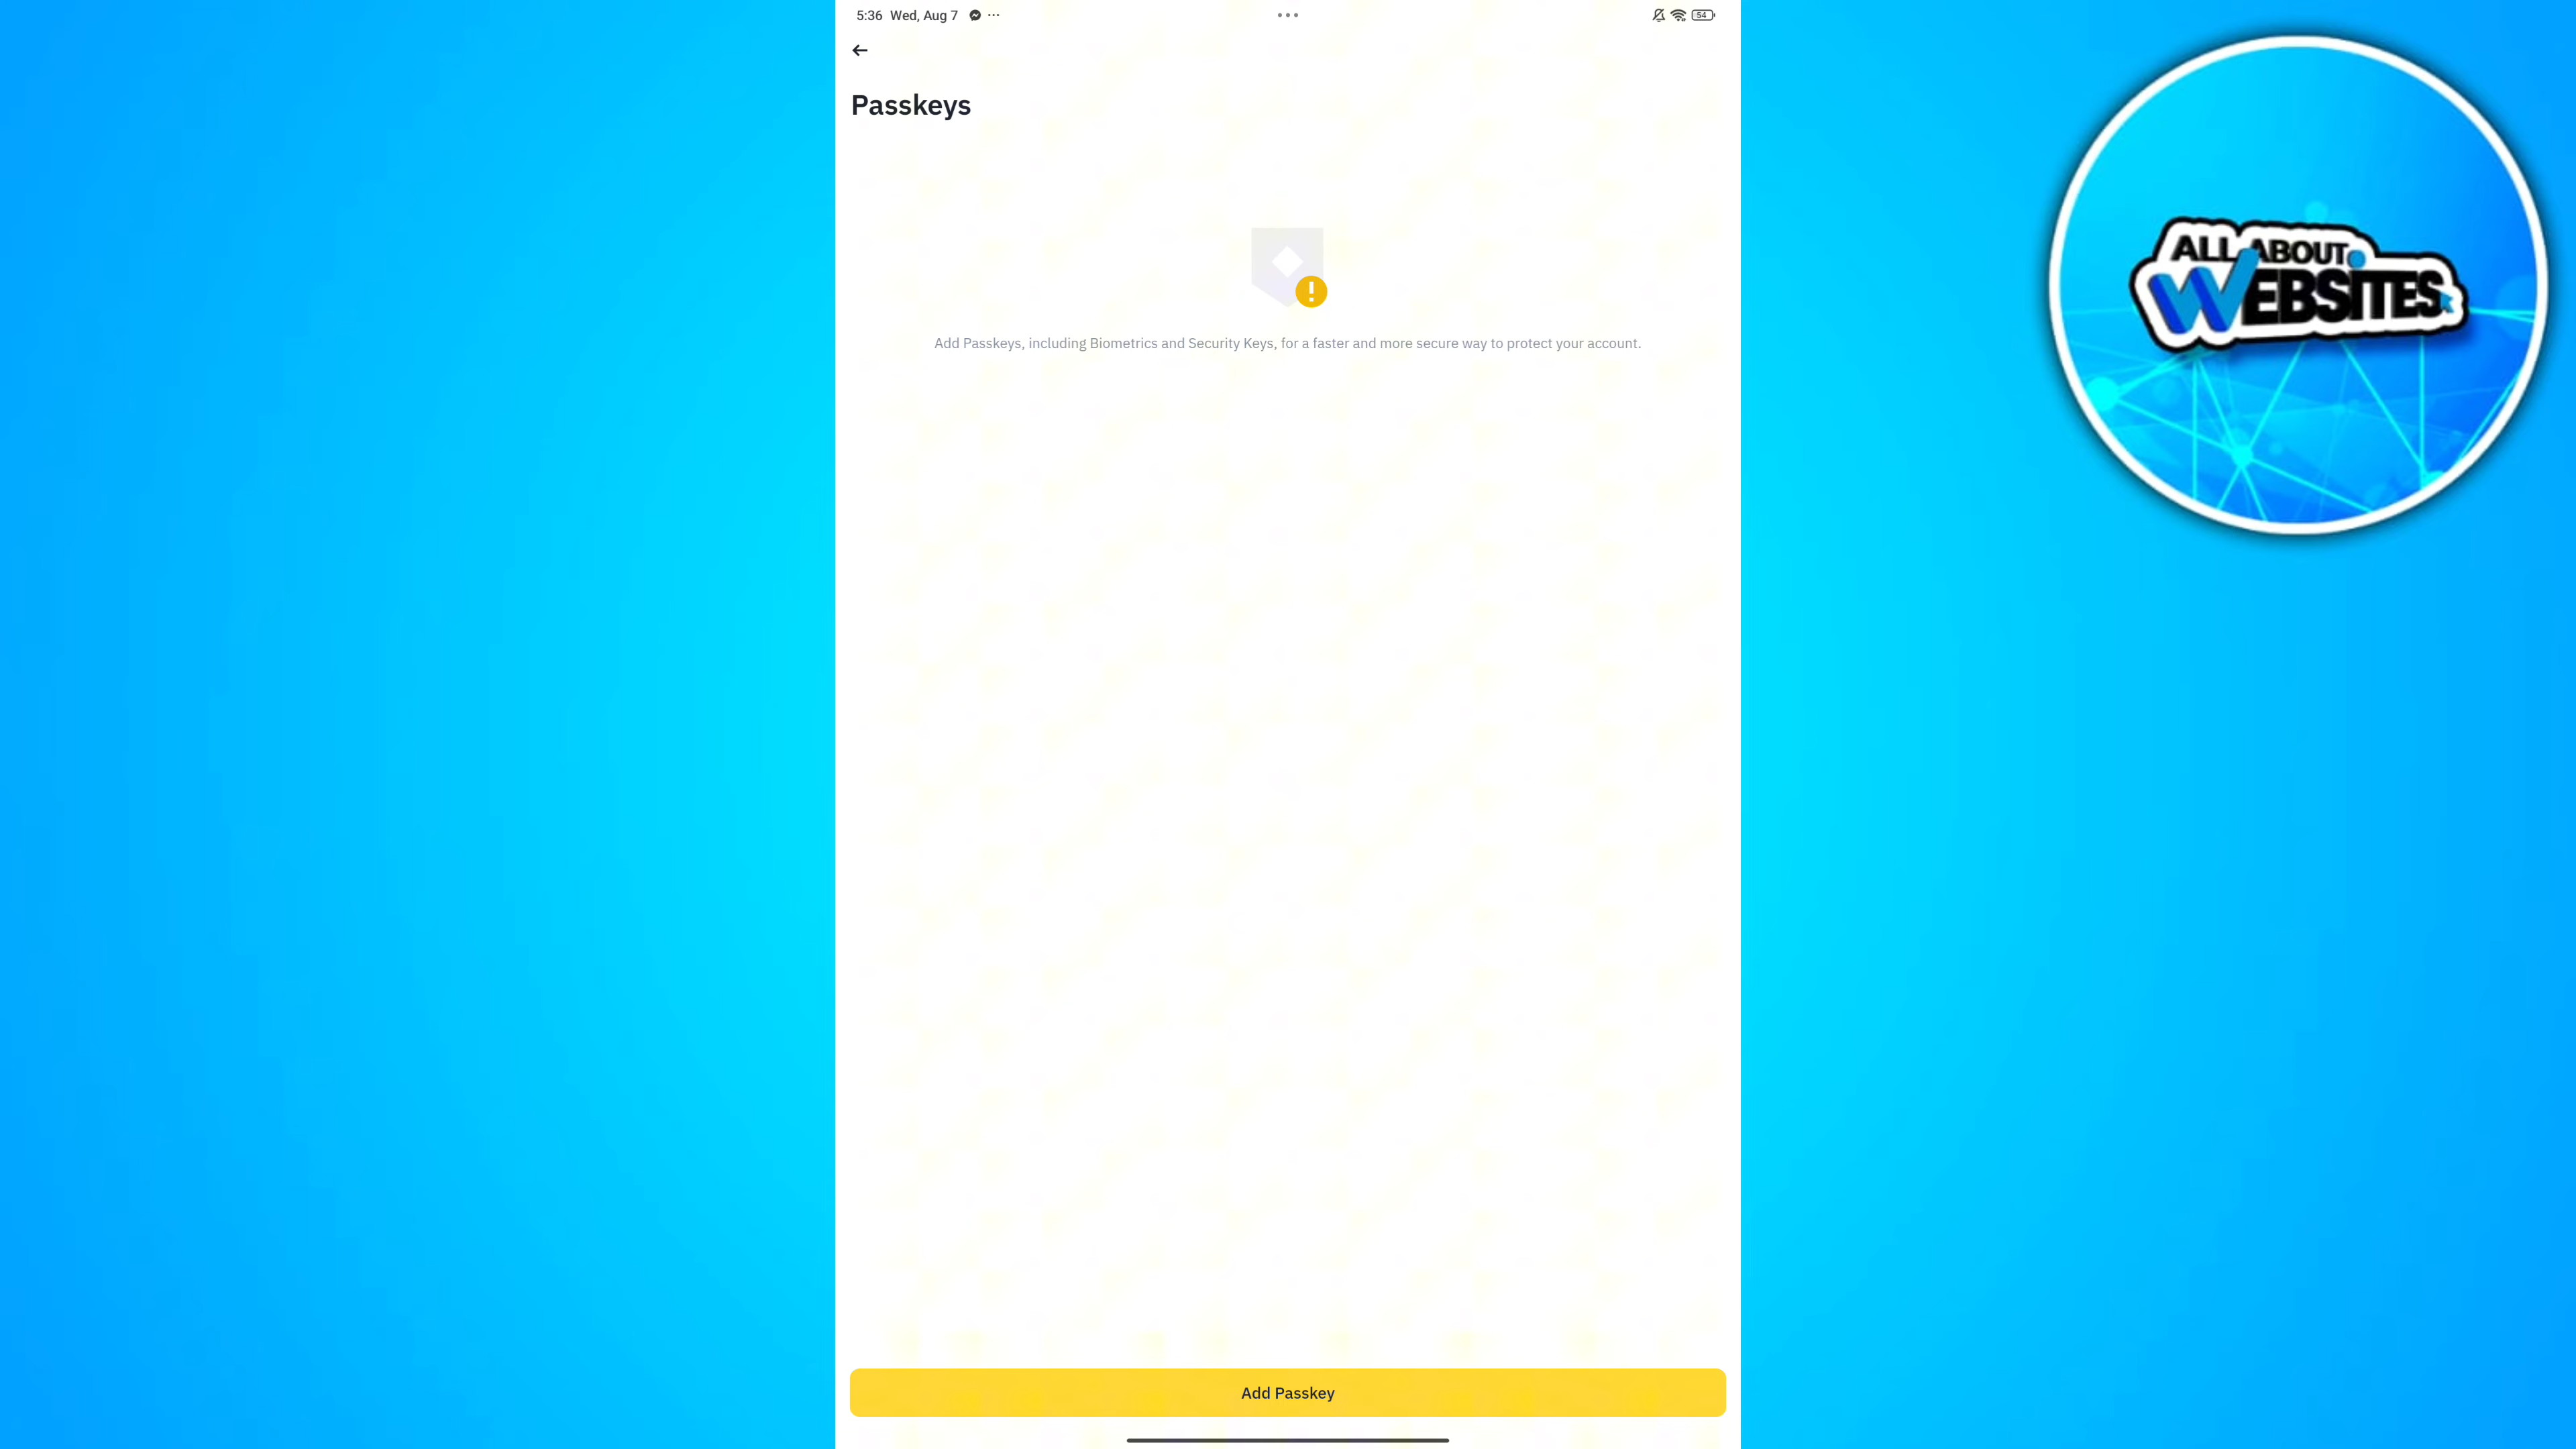 5:36 Wed, Aug 7 ...
54
Passkeys
Add Passkeys, including Biometrics and Security Keys, for a faster and more secure way to protect your account.
Add Passkey
ALL ABOUT
WEBSITES